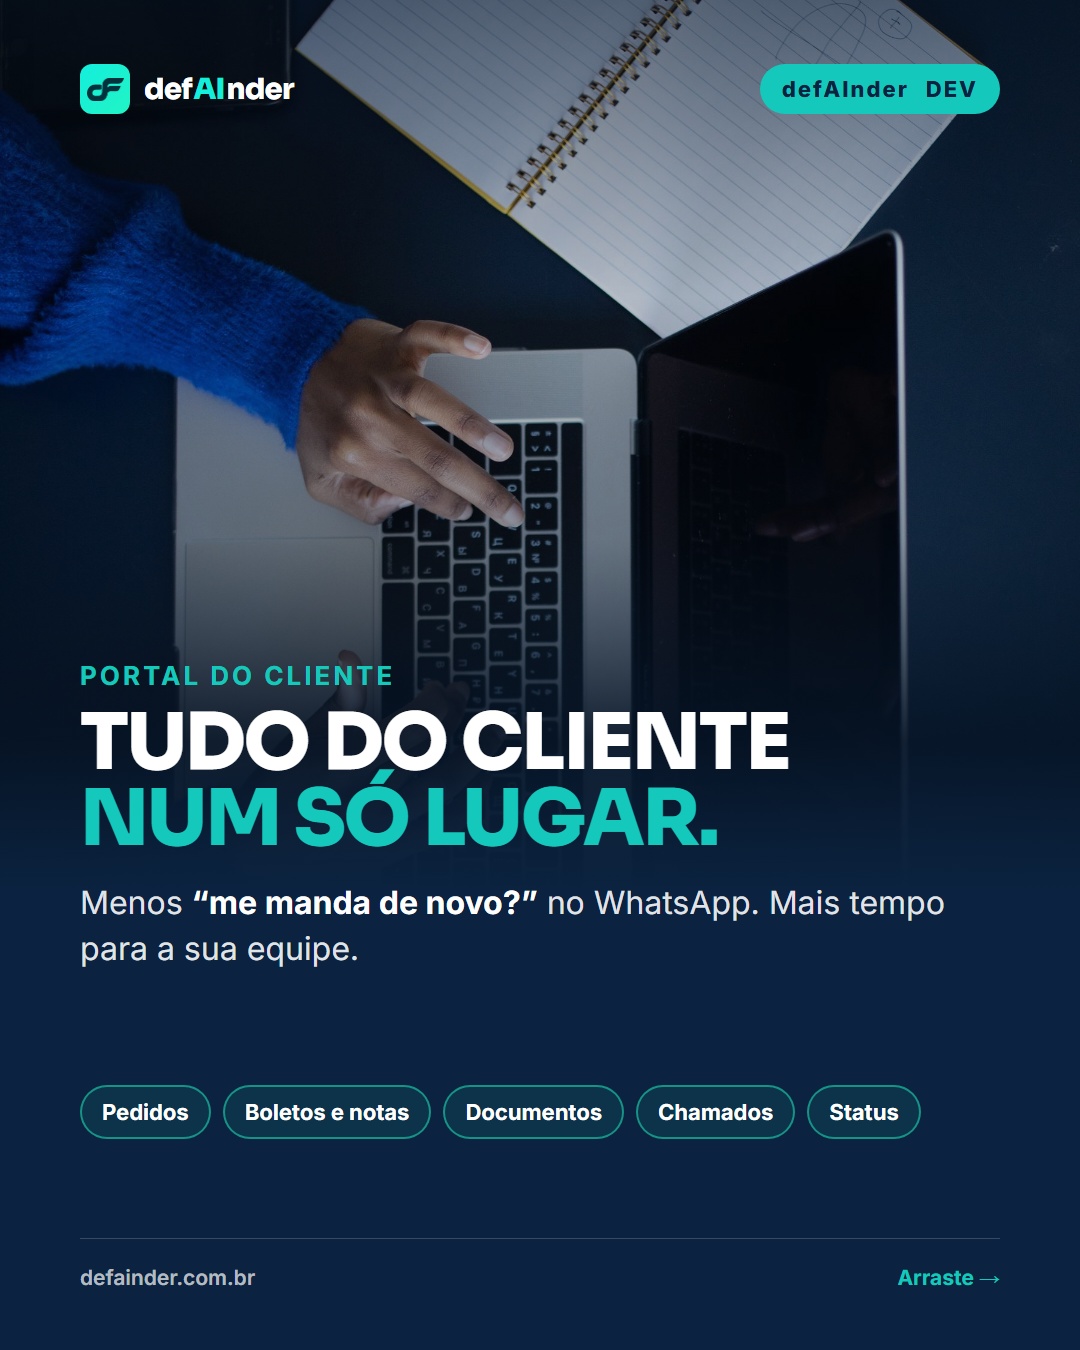 defAInder
defAInder DEV
PORTAL DO CLIENTE
TUDO DO CLIENTE
NUM SÓ LUGAR.
Menos “me manda de novo?” no WhatsApp. Mais tempo
para a sua equipe.
Pedidos
Boletos e notas
Documentos
Chamados
Status
defainder.com.br
Arraste →